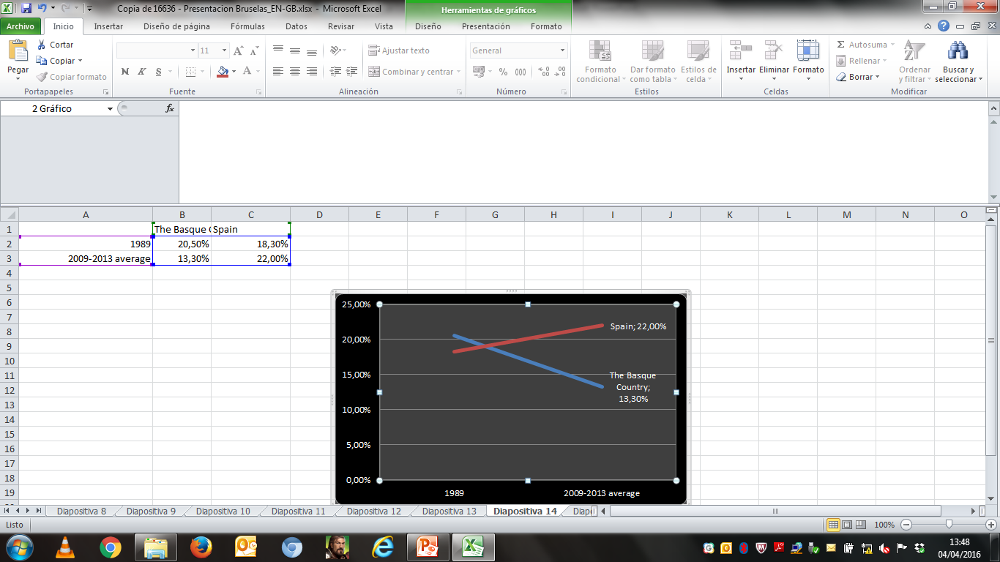 Copia de 16636 - Presentacion Bruselas_EN-GB.xlsx - Microsoft Excel
Herramientas de gráficos
Archivo Inicio Insertar Diseño de página Fórmulas Datos Revisar Vista Diseño Presentación Formato
Pegar
Cortar
Copiar
Copiar formato
Portapapeles
11
N K S
Fuente
Ajustar texto
Combinar y centrar
Alineación
General
% 000
Número
Formato condicional
Dar formato como tabla
Estilos de celda
Estilos
Insertar Eliminar Formato
Celdas
Autosuma
Rellenar
Borrar
Ordenar y filtrar
Buscar y seleccionar
Modificar
2 Gráfico fx
A B C D E F G H I J K L M N O
1 The Basque C Spain
2 1989 20,50% 18,30%
3 2009-2013 average 13,30% 22,00%
4
5
6
7
8
9
10
11
12
13
14
15
16
17
18
19
25,00%
20,00%
15,00%
10,00%
5,00%
0,00%
Spain; 22,00%
The Basque
Country;
13,30%
1989 2009-2013 average
Diapositiva 8 Diapositiva 9 Diapositiva 10 Diapositiva 11 Diapositiva 12 Diapositiva 13 Diapositiva 14 Diap
Listo 100%
13:48
04/04/2016